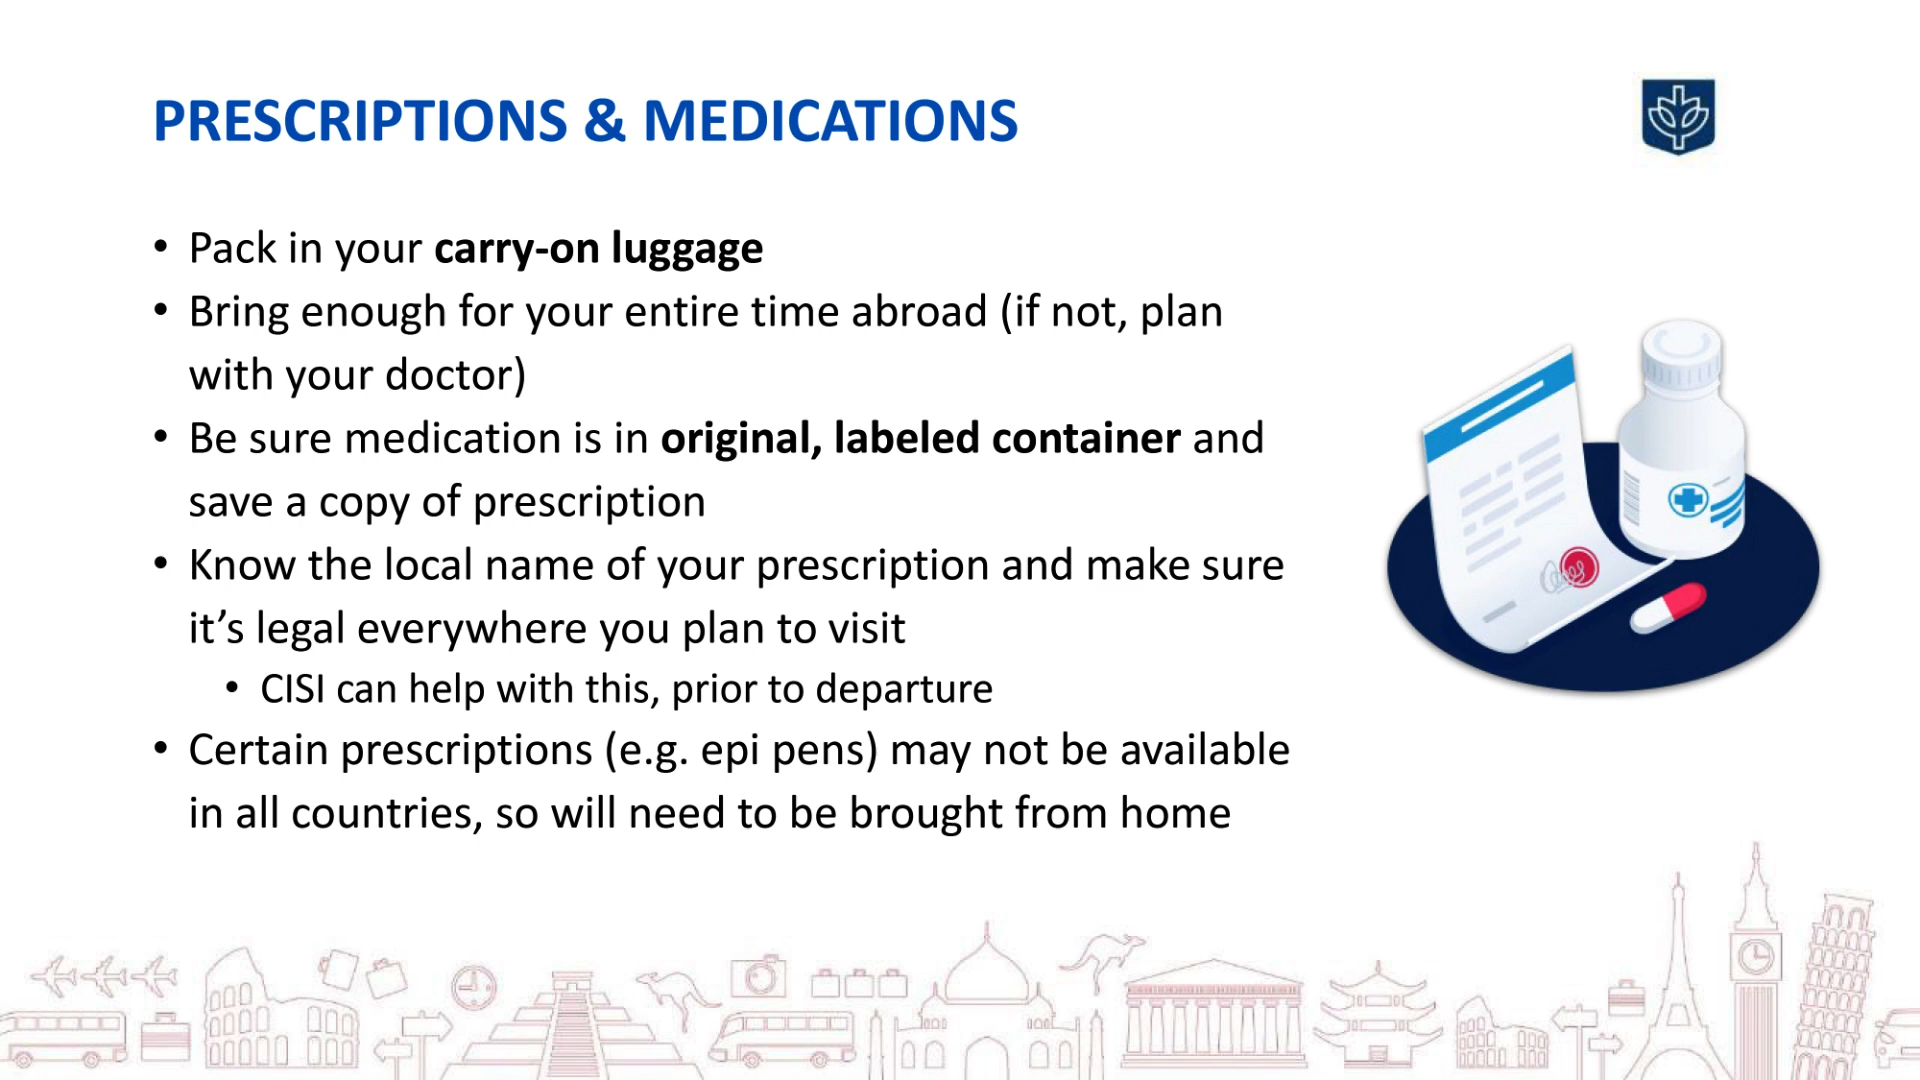 PRESCRIPTIONS & MEDICATIONS
• Pack in your carry-on luggage
• Bring enough for your entire time abroad (if not, plan
with your doctor)
• Be sure medication is in original, labeled container and
save a copy of prescription
• Know the local name of your prescription and make sure
it’s legal everywhere you plan to visit
• CISI can help with this, prior to departure
• Certain prescriptions (e.g. epi pens) may not be available
in all countries, so will need to be brought from home